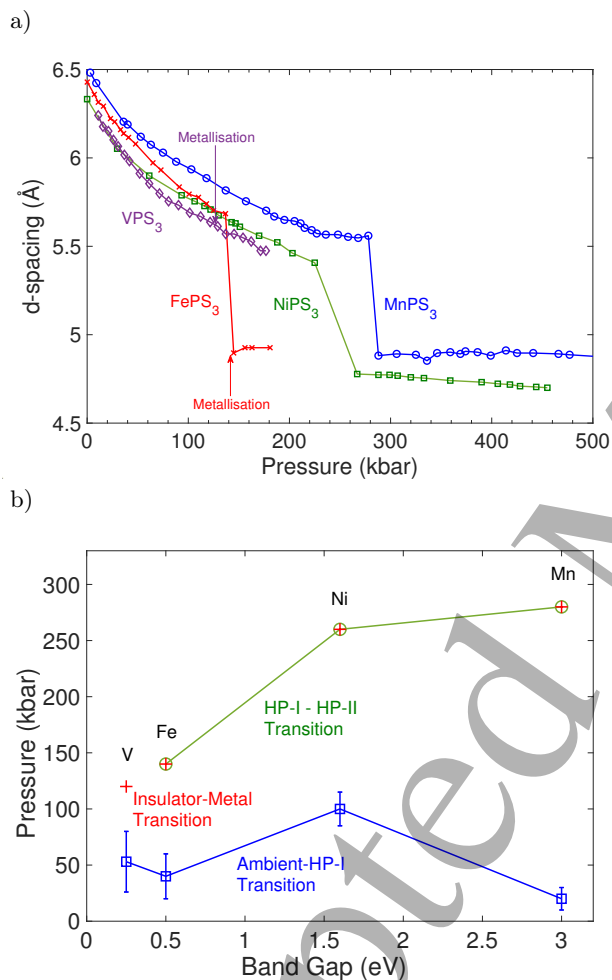 a)
6.5
6
5.5
5
4.5
d-spacing (Å)
Metallisation
VPS3
FePS3
NiPS3
MnPS3
Metallisation
0
100
200
300
400
500
Pressure (kbar)
b)
300
250
200
150
100
50
0
Pressure (kbar)
Mn
Ni
Fe
V
HP-I - HP-II
Transition
Insulator-Metal
Transition
Ambient-HP-I
Transition
0
0.5
1
1.5
2
2.5
3
Band Gap (eV)